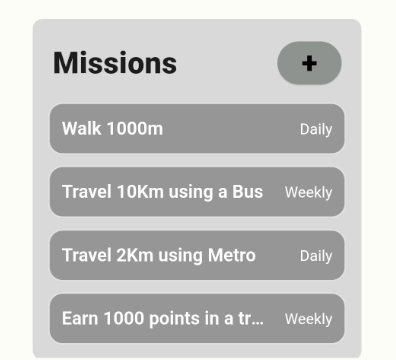 Missions +
Walk 1000m Daily
Travel 10Km using a Bus Weekly
Travel 2Km using Metro Daily
Earn 1000 points in a tr... Weekly